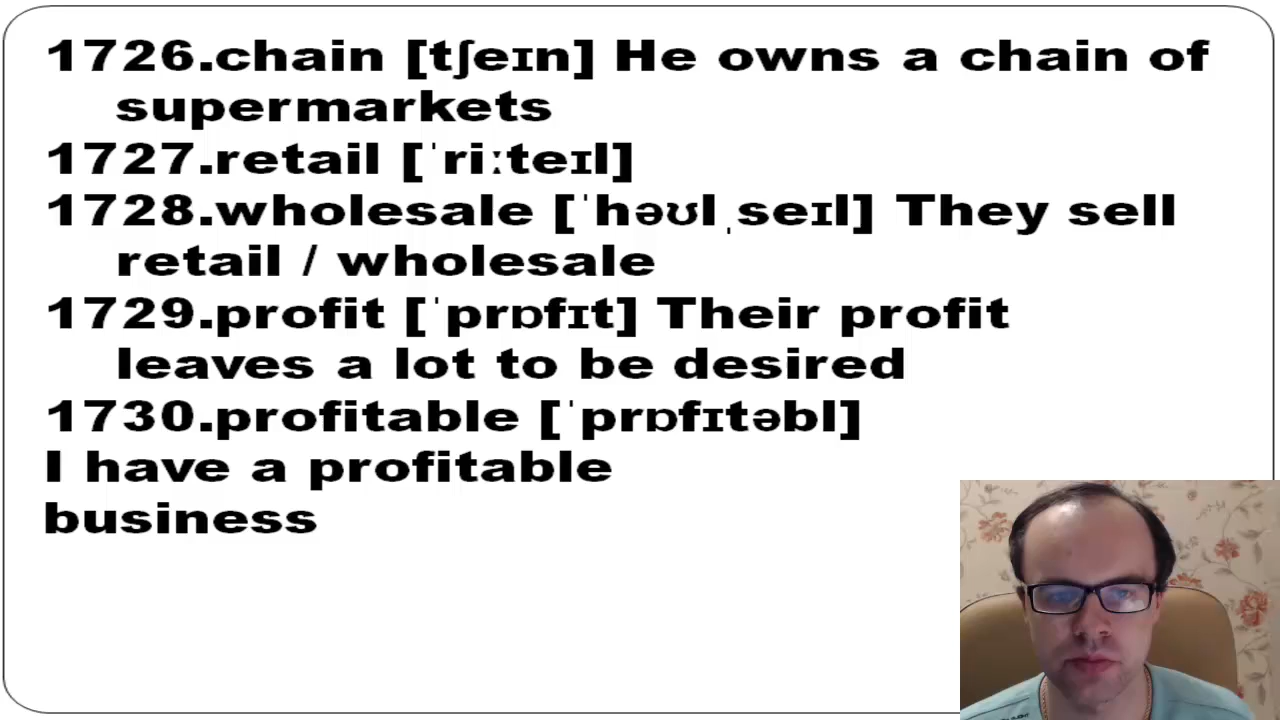 1726.chain [tʃeɪn] He owns a chain of
supermarkets
1727.retail [ˈriːteɪl]
1728.wholesale [ˈhəʊlˌseɪl] They sell
retail / wholesale
1729.profit [ˈprɒfɪt] Their profit
leaves a lot to be desired
1730.profitable [ˈprɒfɪtəbl]
I have a profitable
business